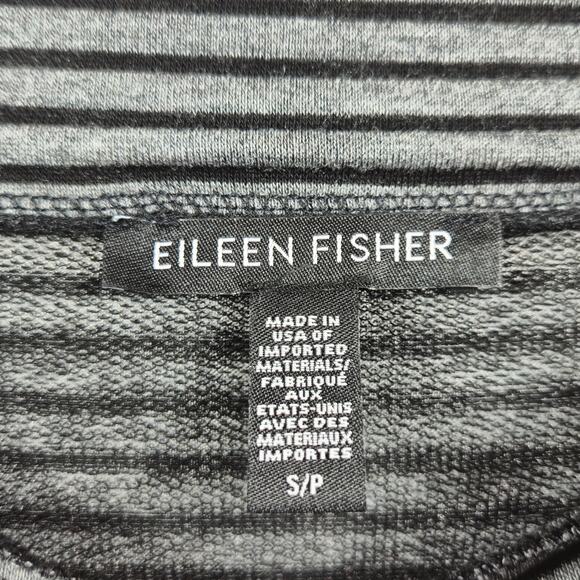 EILEEN FISHER
MADE IN
USA OF
IMPORTED
MATERIALS/
FABRIQUÉ
AUX
ETATS-UNIS
AVEC DES
MATERIAUX
IMPORTES
S/P